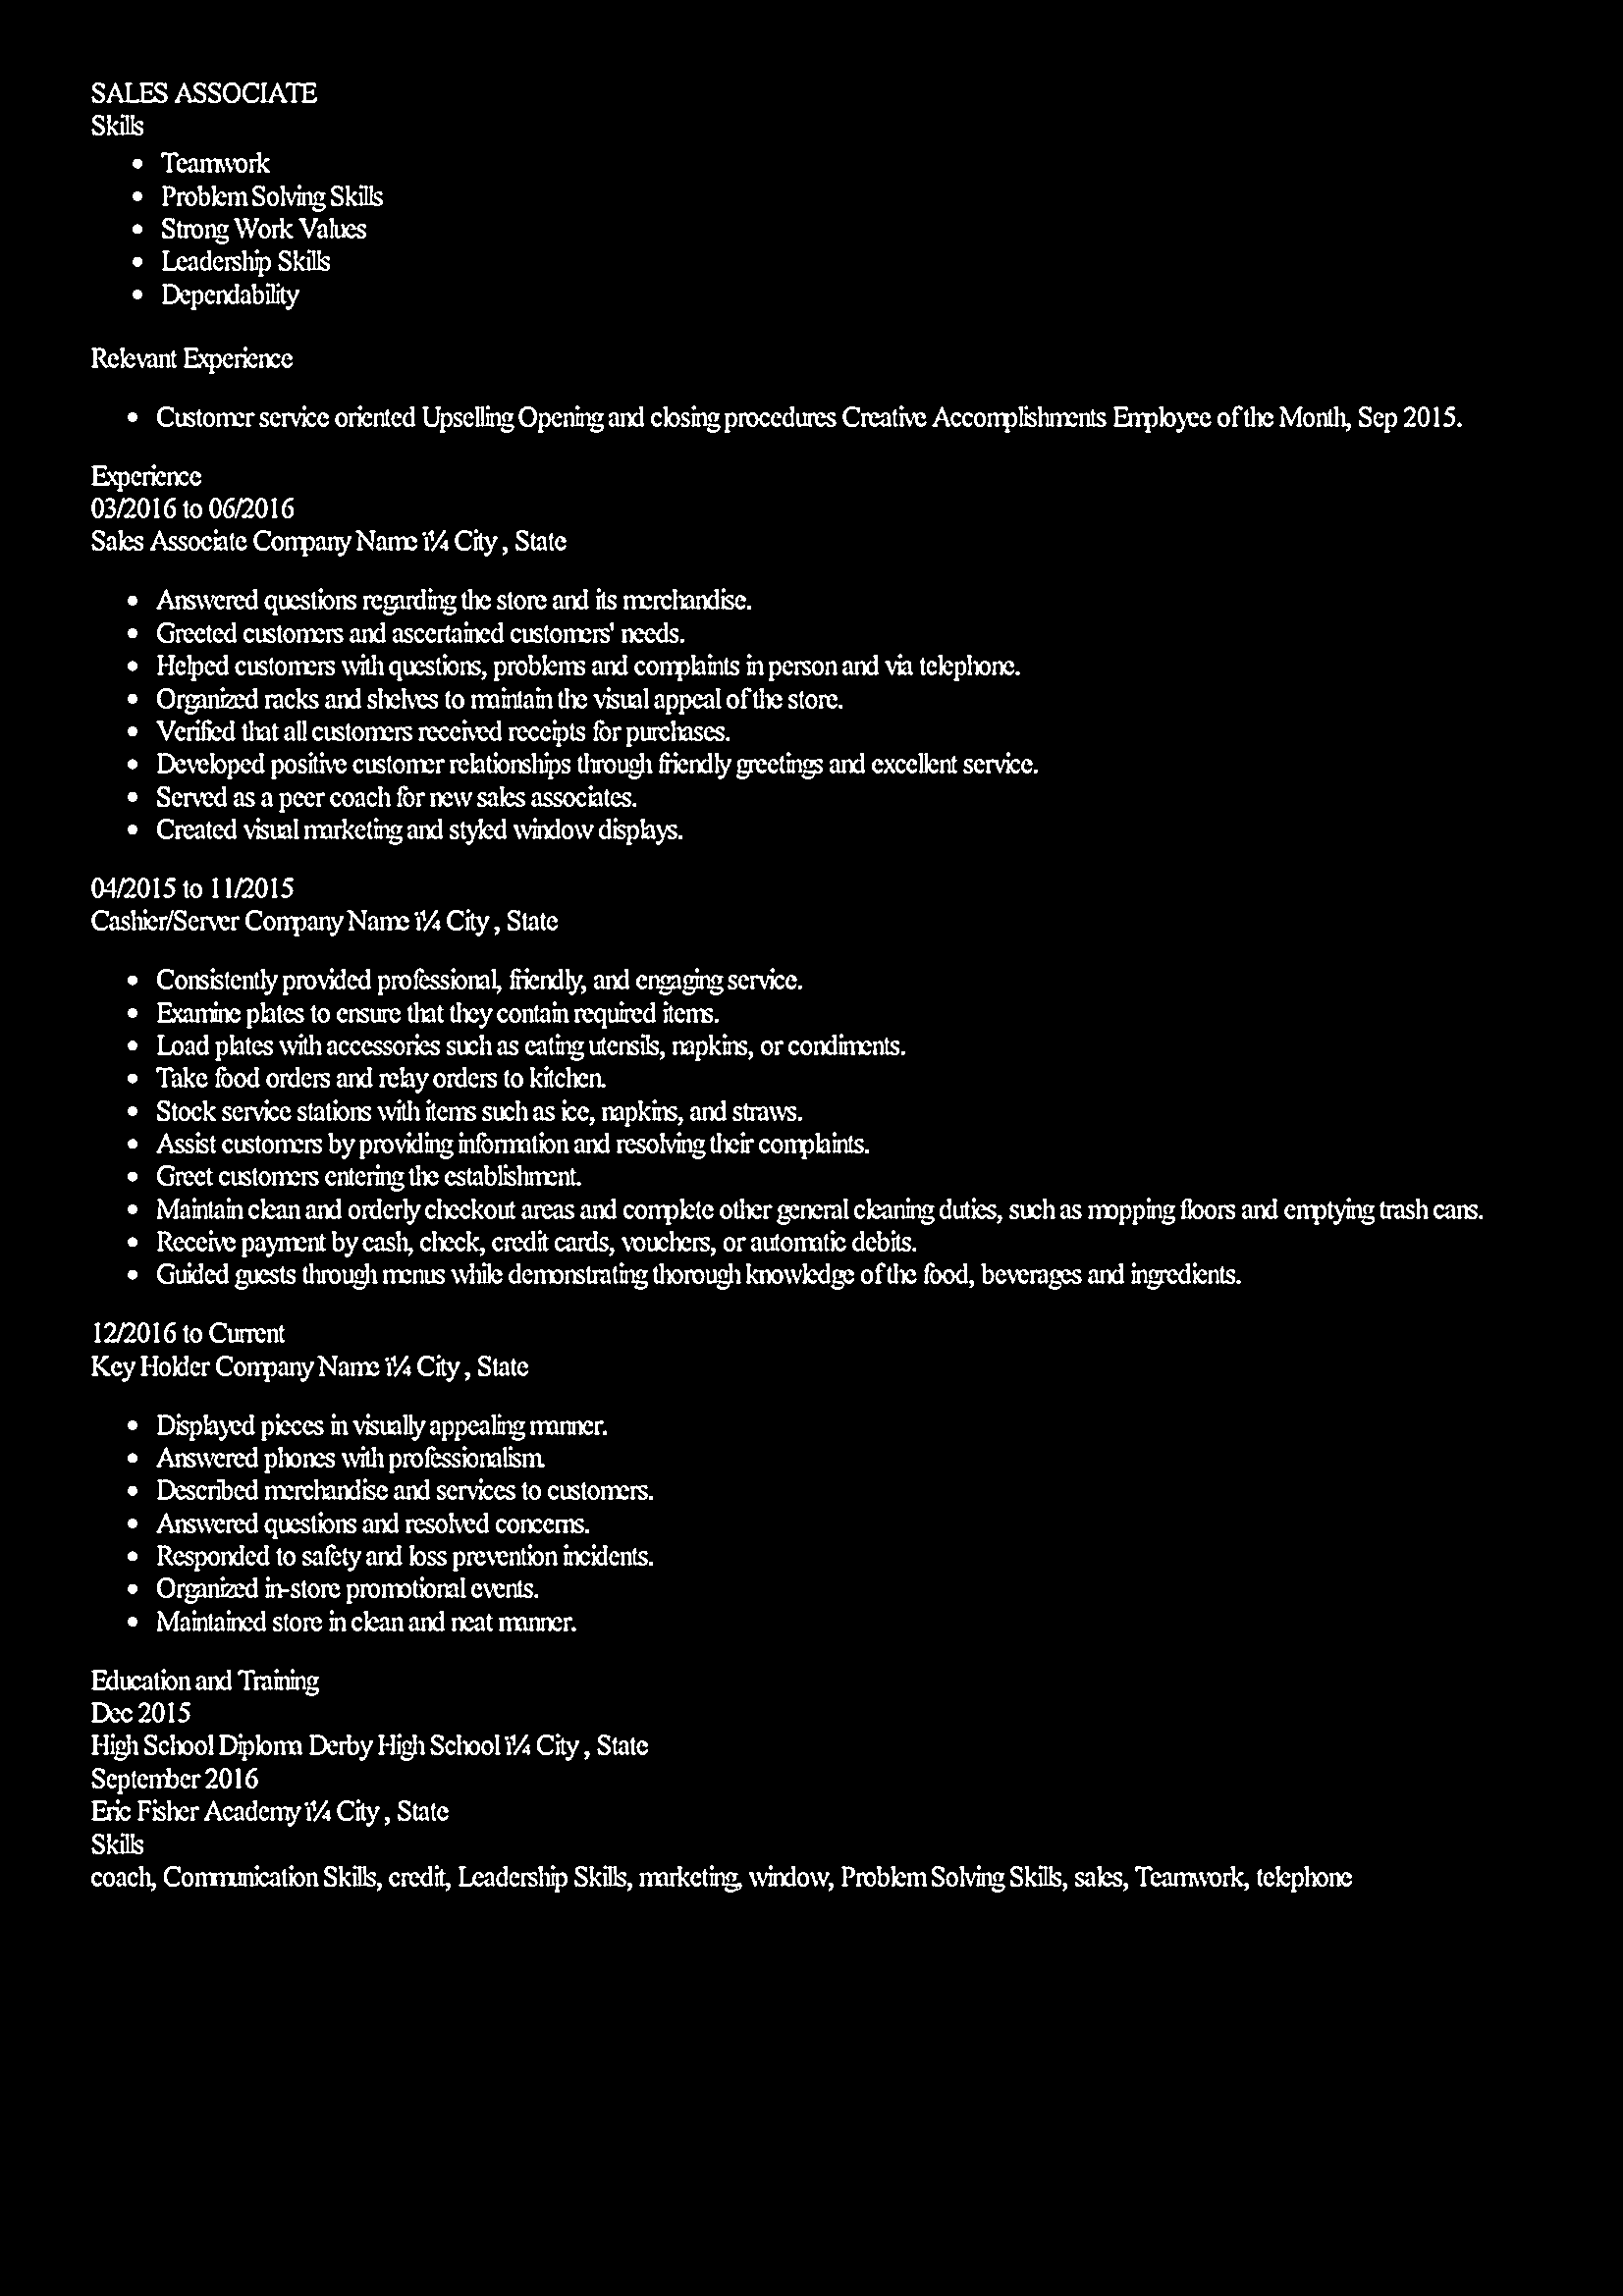 SALES ASSOCIATE
Skills
• Teamwork
• Problem Solving Skills
• Strong Work Values
• Leadership Skills
• Dependability
Relevant Experience
• Customer service oriented Upselling Opening and closing procedures Creative Accomplishments Employee of the Month, Sep 2015.
Experience
03/2016 to 06/2016
Sales Associate Company Name ï¼ City , State
• Answered questions regarding the store and its merchandise.
• Greeted customers and ascertained customers' needs.
• Helped customers with questions, problems and complaints in person and via telephone.
• Organized racks and shelves to maintain the visual appeal of the store.
• Verified that all customers received receipts for purchases.
• Developed positive customer relationships through friendly greetings and excellent service.
• Served as a peer coach for new sales associates.
• Created visual marketing and styled window displays.
04/2015 to 11/2015
Cashier/Server Company Name ï¼ City , State
• Consistently provided professional, friendly, and engaging service.
• Examine plates to ensure that they contain required items.
• Load plates with accessories such as eating utensils, napkins, or condiments.
• Take food orders and relay orders to kitchen.
• Stock service stations with items such as ice, napkins, and straws.
• Assist customers by providing information and resolving their complaints.
• Greet customers entering the establishment.
• Maintain clean and orderly checkout areas and complete other general cleaning duties, such as mopping floors and emptying trash cans.
• Receive payment by cash, check, credit cards, vouchers, or automatic debits.
• Guided guests through menus while demonstrating thorough knowledge of the food, beverages and ingredients.
12/2016 to Current
Key Holder Company Name ï¼ City , State
• Displayed pieces in visually appealing manner.
• Answered phones with professionalism.
• Described merchandise and services to customers.
• Answered questions and resolved concerns.
• Responded to safety and loss prevention incidents.
• Organized in-store promotional events.
• Maintained store in clean and neat manner.
Education and Training
Dec 2015
High School Diploma Derby High School ï¼ City , State
September 2016
Eric Fisher Academy ï¼ City , State
Skills
coach, Communication Skills, credit, Leadership Skills, marketing, window, Problem Solving Skills, sales, Teamwork, telephone